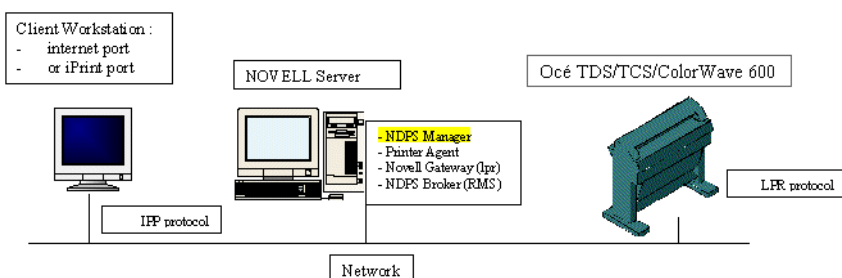 Client Workstation :
- internet port
- or iPrint port
NOVELL Server
Océ TDS/TCS/ColorWave 600
- NDPS Manager
- Printer Agent
- Novell Gateway (lpr)
- NDPS Broker (RMS)
IPP protocol
LPR protocol
Network